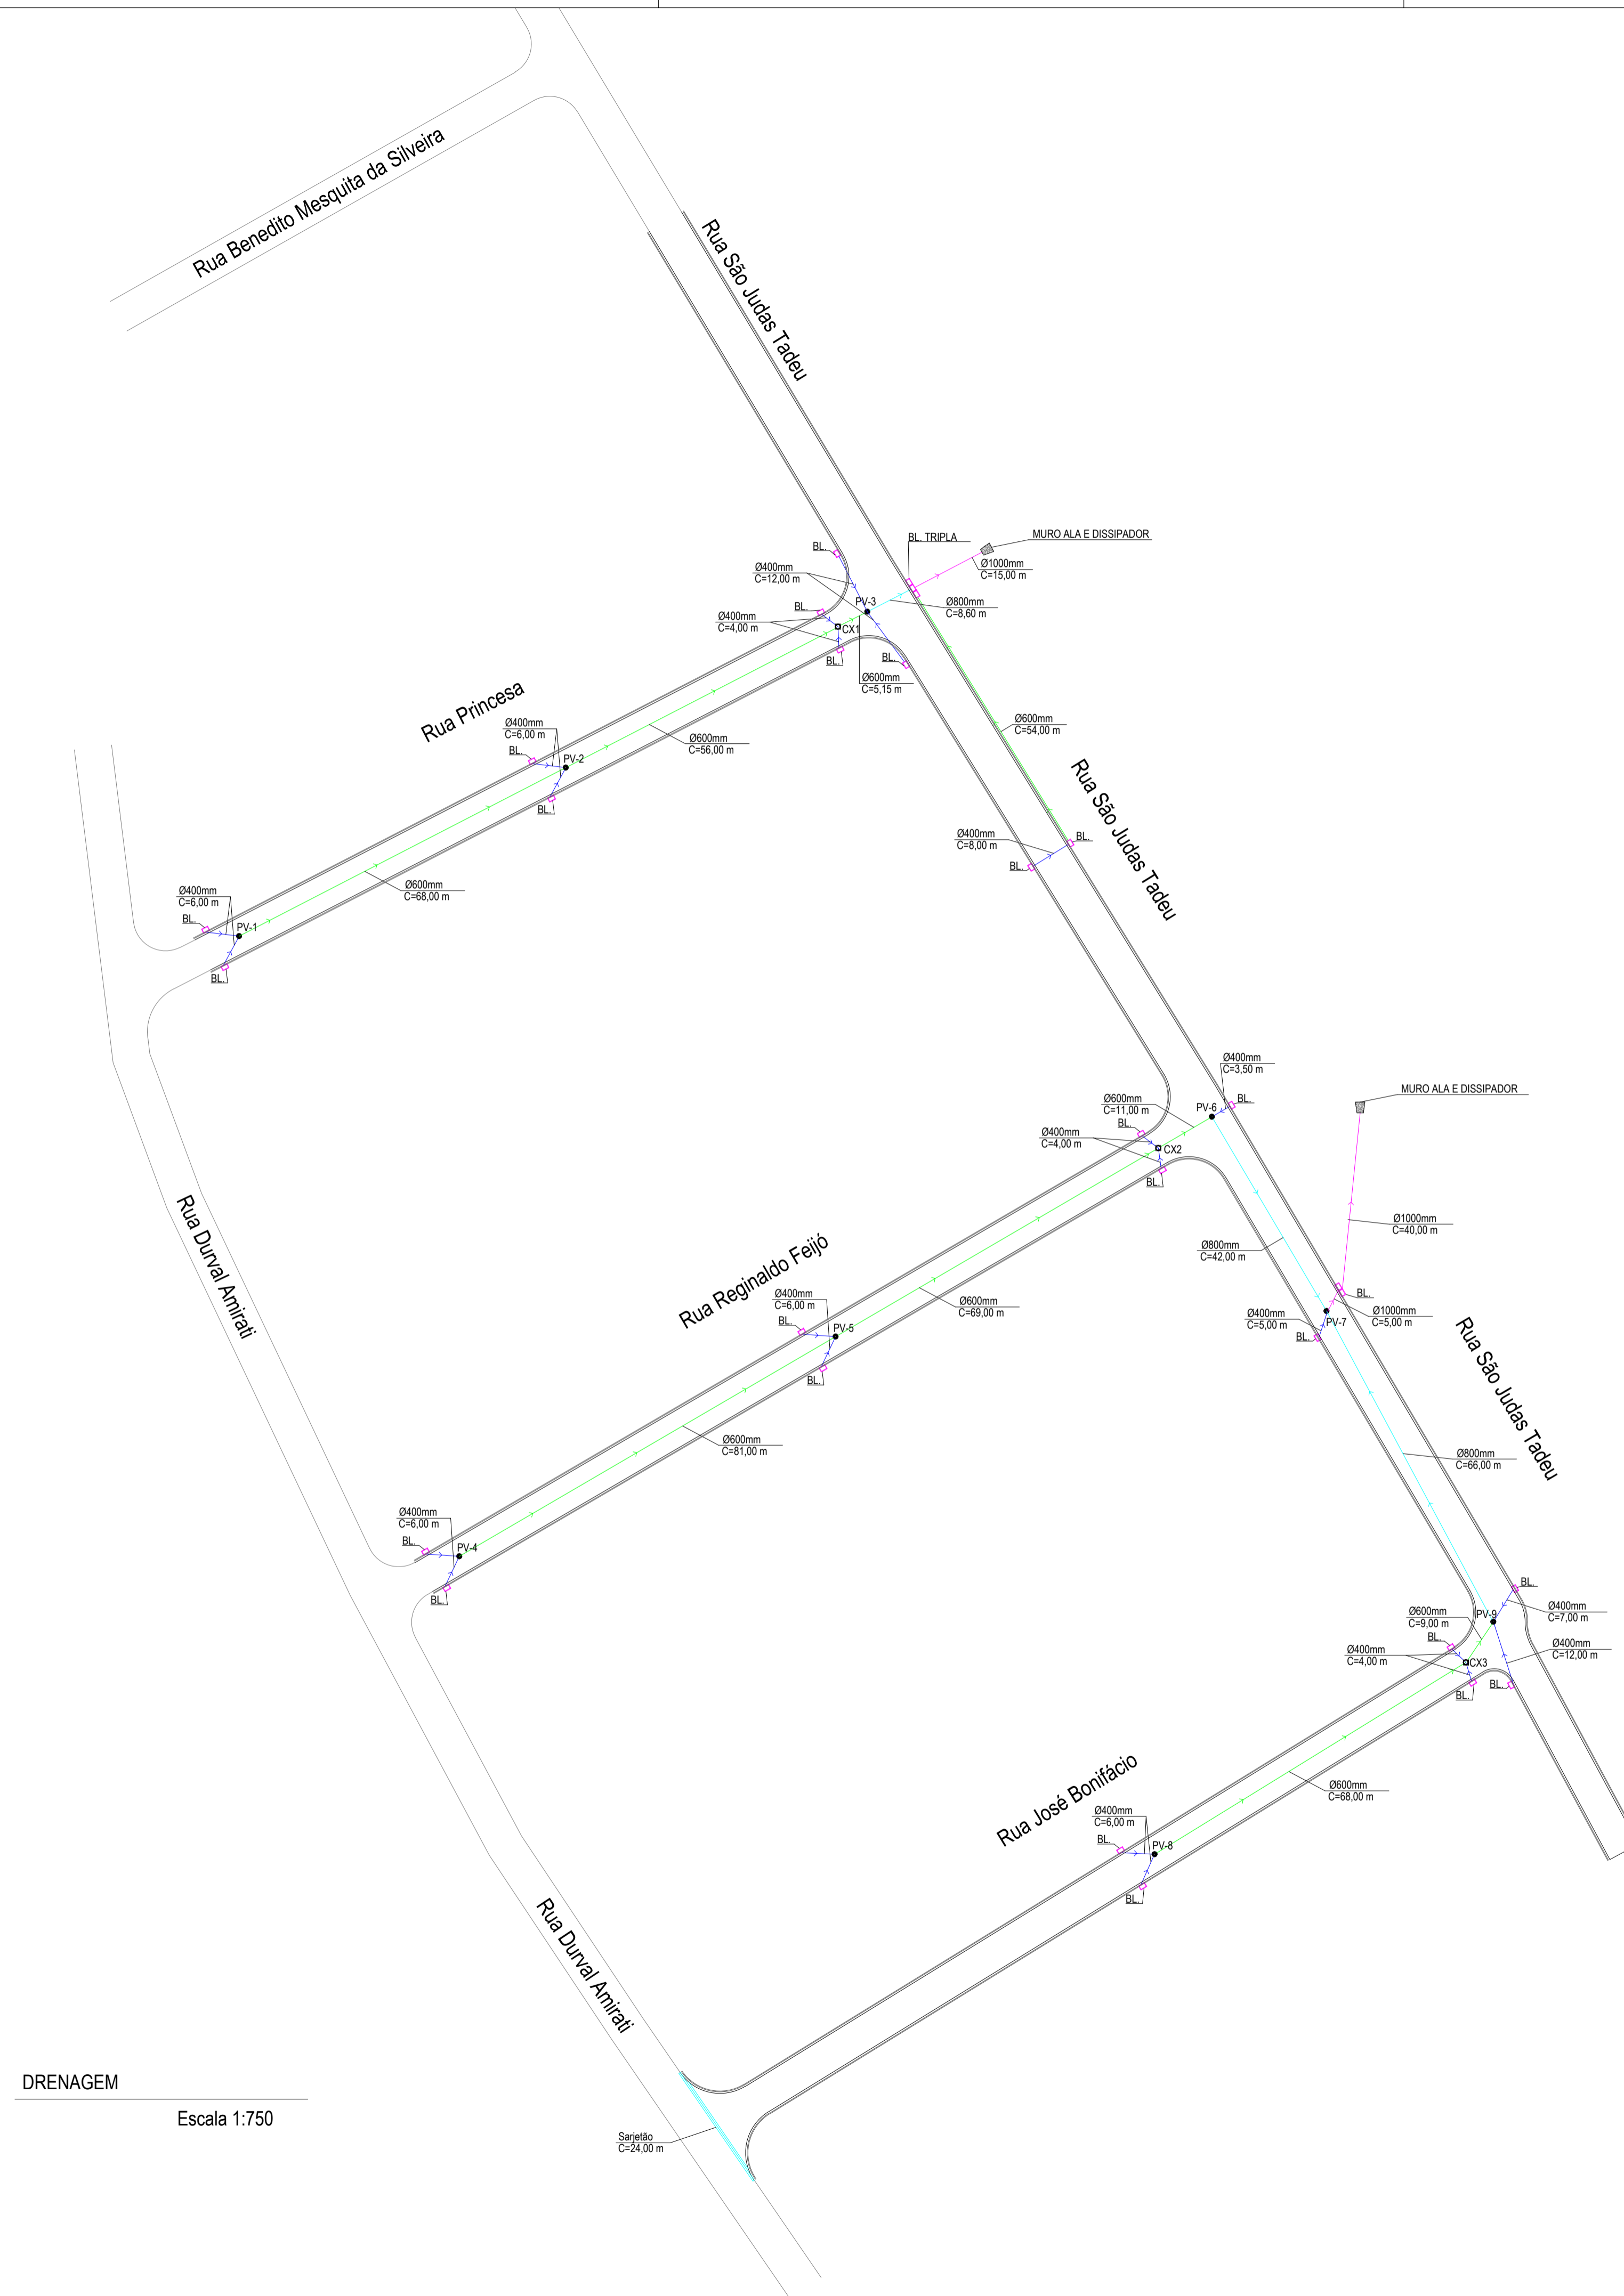 Rua Benedito Mesquita da Silveira
Rua São Judas Tadeu
MURO ALA E DISSIPADOR
BL. TRIPLA
BL.
Ø1000mm
C=15,00 m
Ø400mm
C=12,00 m
PV-3
Ø800mm
C=8,60 m
BL.
Ø400mm
C=4,00 m
CX1
BL.
BL.
Ø600mm
C=5,15 m
Rua Princesa
Ø400mm
C=6,00 m
BL.
PV-2
BL.
Ø600mm
C=56,00 m
Ø600mm
C=54,00 m
Rua São Judas Tadeu
Ø400mm
C=8,00 m
BL.
BL.
Ø600mm
C=68,00 m
Ø400mm
C=6,00 m
BL.
PV-1
BL.
Ø400mm
C=3,50 m
MURO ALA E DISSIPADOR
Ø600mm
C=11,00 m
PV-6
BL.
BL.
Ø400mm
C=4,00 m
CX2
BL.
Rua Durval Amirati
Ø1000mm
C=40,00 m
Ø800mm
C=42,00 m
Rua Reginaldo Feijó
Ø400mm
C=6,00 m
BL.
PV-5
BL.
Ø600mm
C=69,00 m
BL.
Ø400mm
C=5,00 m
PV-7
Ø1000mm
C=5,00 m
BL.
Rua São Judas Tadeu
Ø600mm
C=81,00 m
Ø800mm
C=66,00 m
Ø400mm
C=6,00 m
BL.
PV-4
BL.
BL.
Ø400mm
C=7,00 m
Ø600mm
C=9,00 m
PV-9
BL.
Ø400mm
C=4,00 m
CX3
Ø400mm
C=12,00 m
BL.
BL.
Rua José Bonifácio
Ø600mm
C=68,00 m
Ø400mm
C=6,00 m
BL.
PV-8
BL.
Rua Durval Amirati
DRENAGEM
Escala 1:750
Sarjetão
C=24,00 m